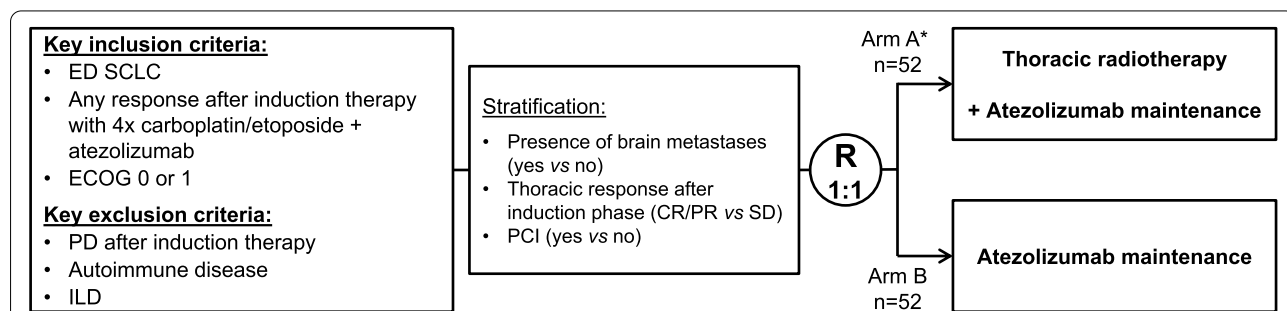 Key inclusion criteria:
• ED SCLC
• Any response after induction therapy
with 4x carboplatin/etoposide +
atezolizumab
• ECOG 0 or 1
Key exclusion criteria:
• PD after induction therapy
• Autoimmune disease
• ILD
Stratification:
• Presence of brain metastases
(yes vs no)
• Thoracic response after
induction phase (CR/PR vs SD)
• PCI (yes vs no)
R
1:1
Arm A*
n=52
Thoracic radiotherapy
+ Atezolizumab maintenance
Arm B
n=52
Atezolizumab maintenance